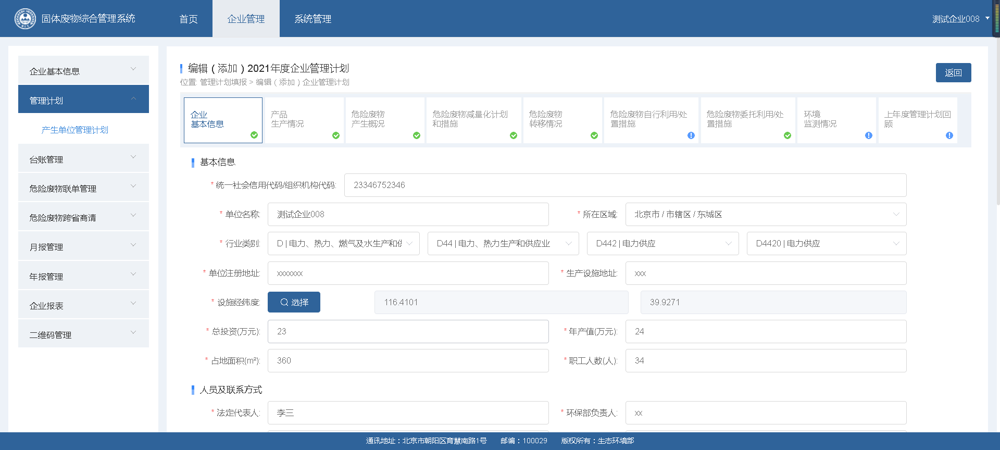 固体废物综合管理系统
首页
企业管理
系统管理
测试企业008
企业基本信息
管理计划
产生单位管理计划
台账管理
危险废物联单管理
危险废物跨省商请
月报管理
年报管理
企业报表
二维码管理
编辑（添加）2021年度企业管理计划
位置: 管理计划填报 > 编辑（添加）企业管理计划
返回
企业
基本信息
产品
生产情况
危险废物
产生概况
危险废物减量化计划
和措施
危险废物
转移情况
危险废物自行利用/处
置措施
危险废物委托利用/处
置措施
环境
监测情况
上年度管理计划回
顾
基本信息
* 统一社会信用代码/组织机构代码: 23346752346
* 单位名称: 测试企业008 * 所在区域: 北京市 / 市辖区 / 东城区
* 行业类别: D | 电力、热力、燃气及水生产和 D44 | 电力、热力生产和供应业 D442 | 电力供应 D4420 | 电力供应
* 单位注册地址: xxxxxxx * 生产设施地址: xxx
* 设施经纬度: 选择 116.4101 39.9271
* 总投资(万元): 23 * 年产值(万元): 24
* 占地面积(m²): 360 * 职工人数(人): 34
人员及联系方式
* 法定代表人: 李三 * 环保部负责人: xx
通讯地址：北京市朝阳区育慧南路1号 邮编：100029 版权所有：生态环境部